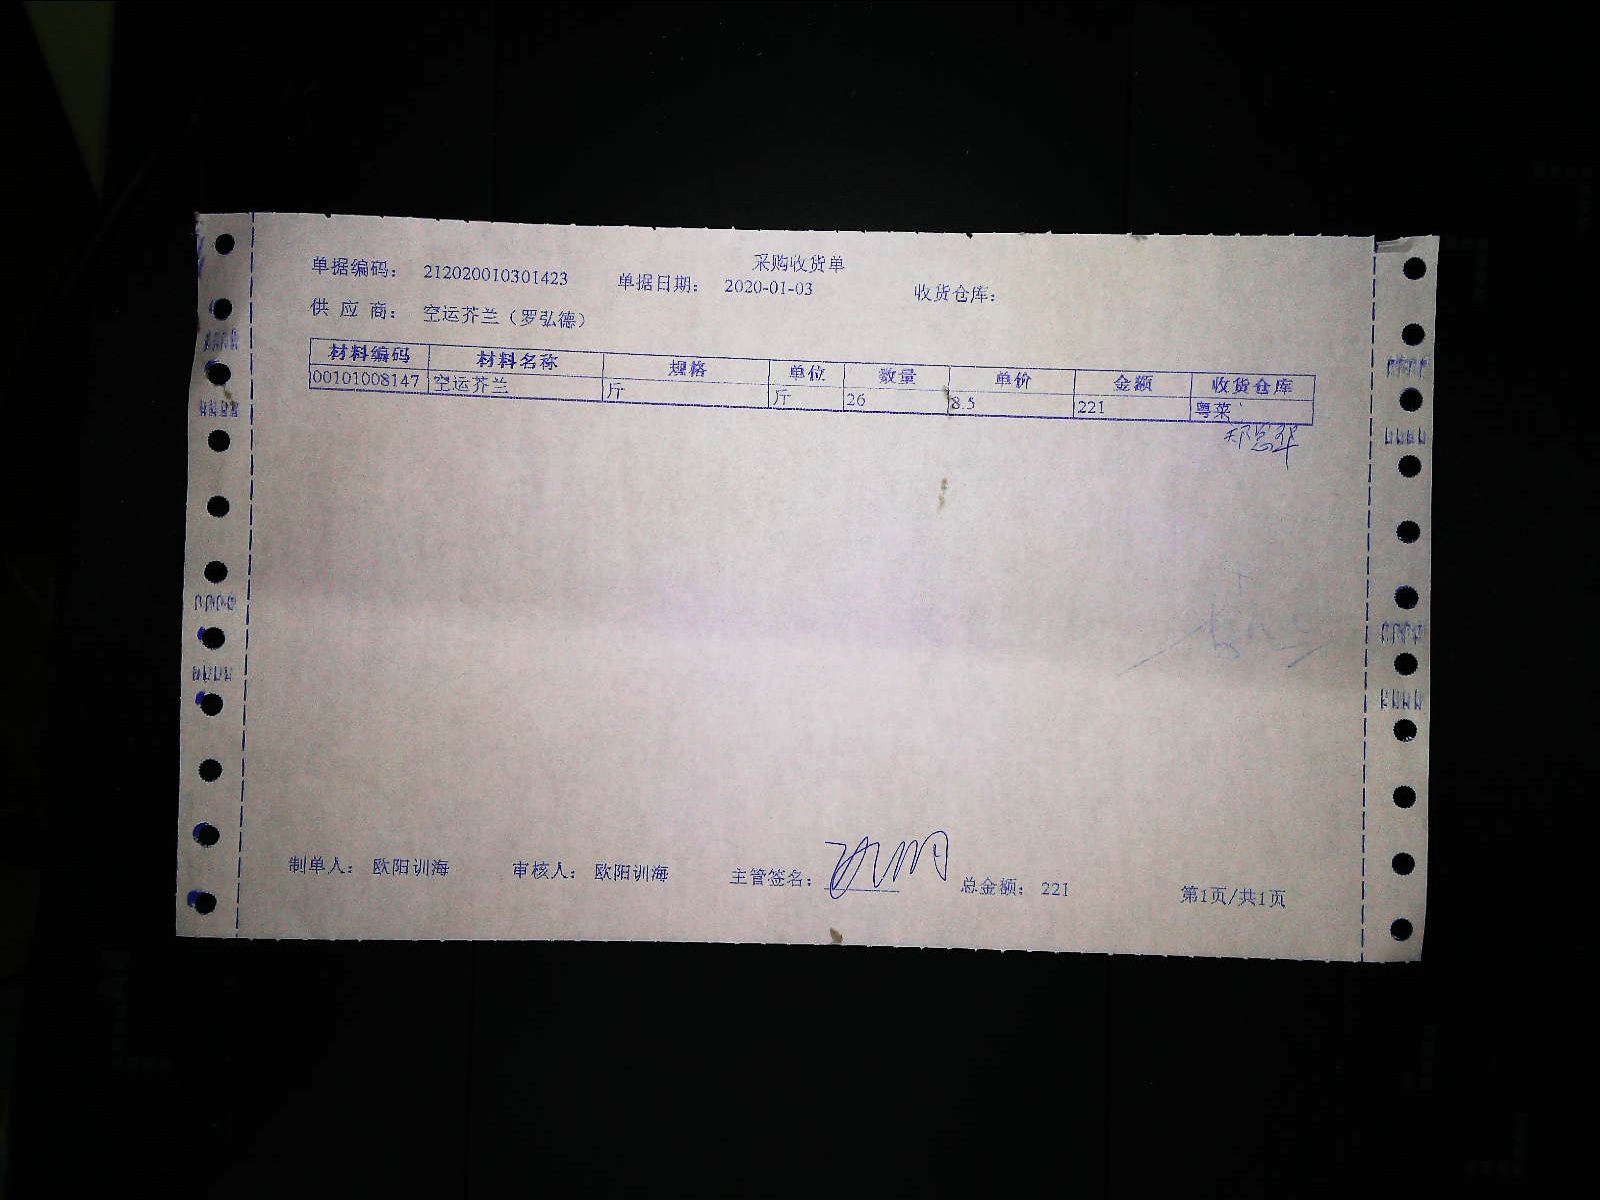 采购收货单
单据编码： 212020010301423 单据日期： 2020-01-03 收货仓库：
供 应 商： 空运芥兰（罗弘德）
材料编码 材料名称 规格 单位 数量 单价 金额 收货仓库
00101008147 空运芥兰 斤 斤 26 8.5 221 粤菜
制单人： 欧阳训海 审核人： 欧阳训海 主管签名： 总金额： 221 第1页/共1页